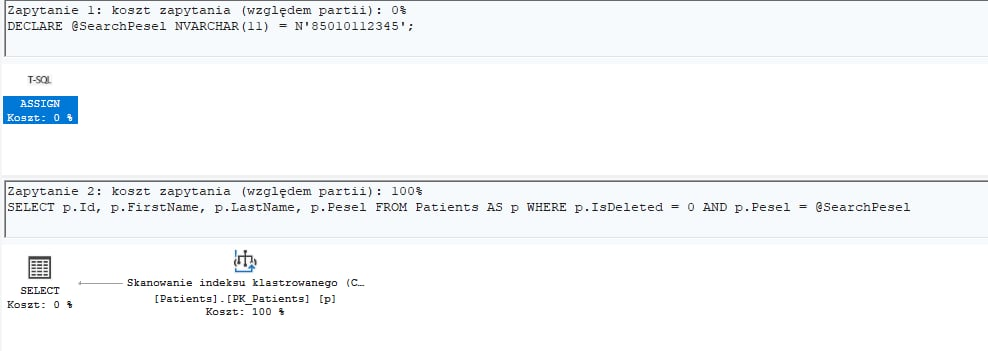 Zapytanie 1: koszt zapytania (względem partii): 0%
DECLARE @SearchPesel NVARCHAR(11) = N'85010112345';
T-SQL
ASSIGN
Koszt: 0 %
Zapytanie 2: koszt zapytania (względem partii): 100%
SELECT p.Id, p.FirstName, p.LastName, p.Pesel FROM Patients AS p WHERE p.IsDeleted = 0 AND p.Pesel = @SearchPesel
SELECT
Koszt: 0 %
Skanowanie indeksu klastrowanego (C…
[Patients].[PK_Patients] [p]
Koszt: 100 %